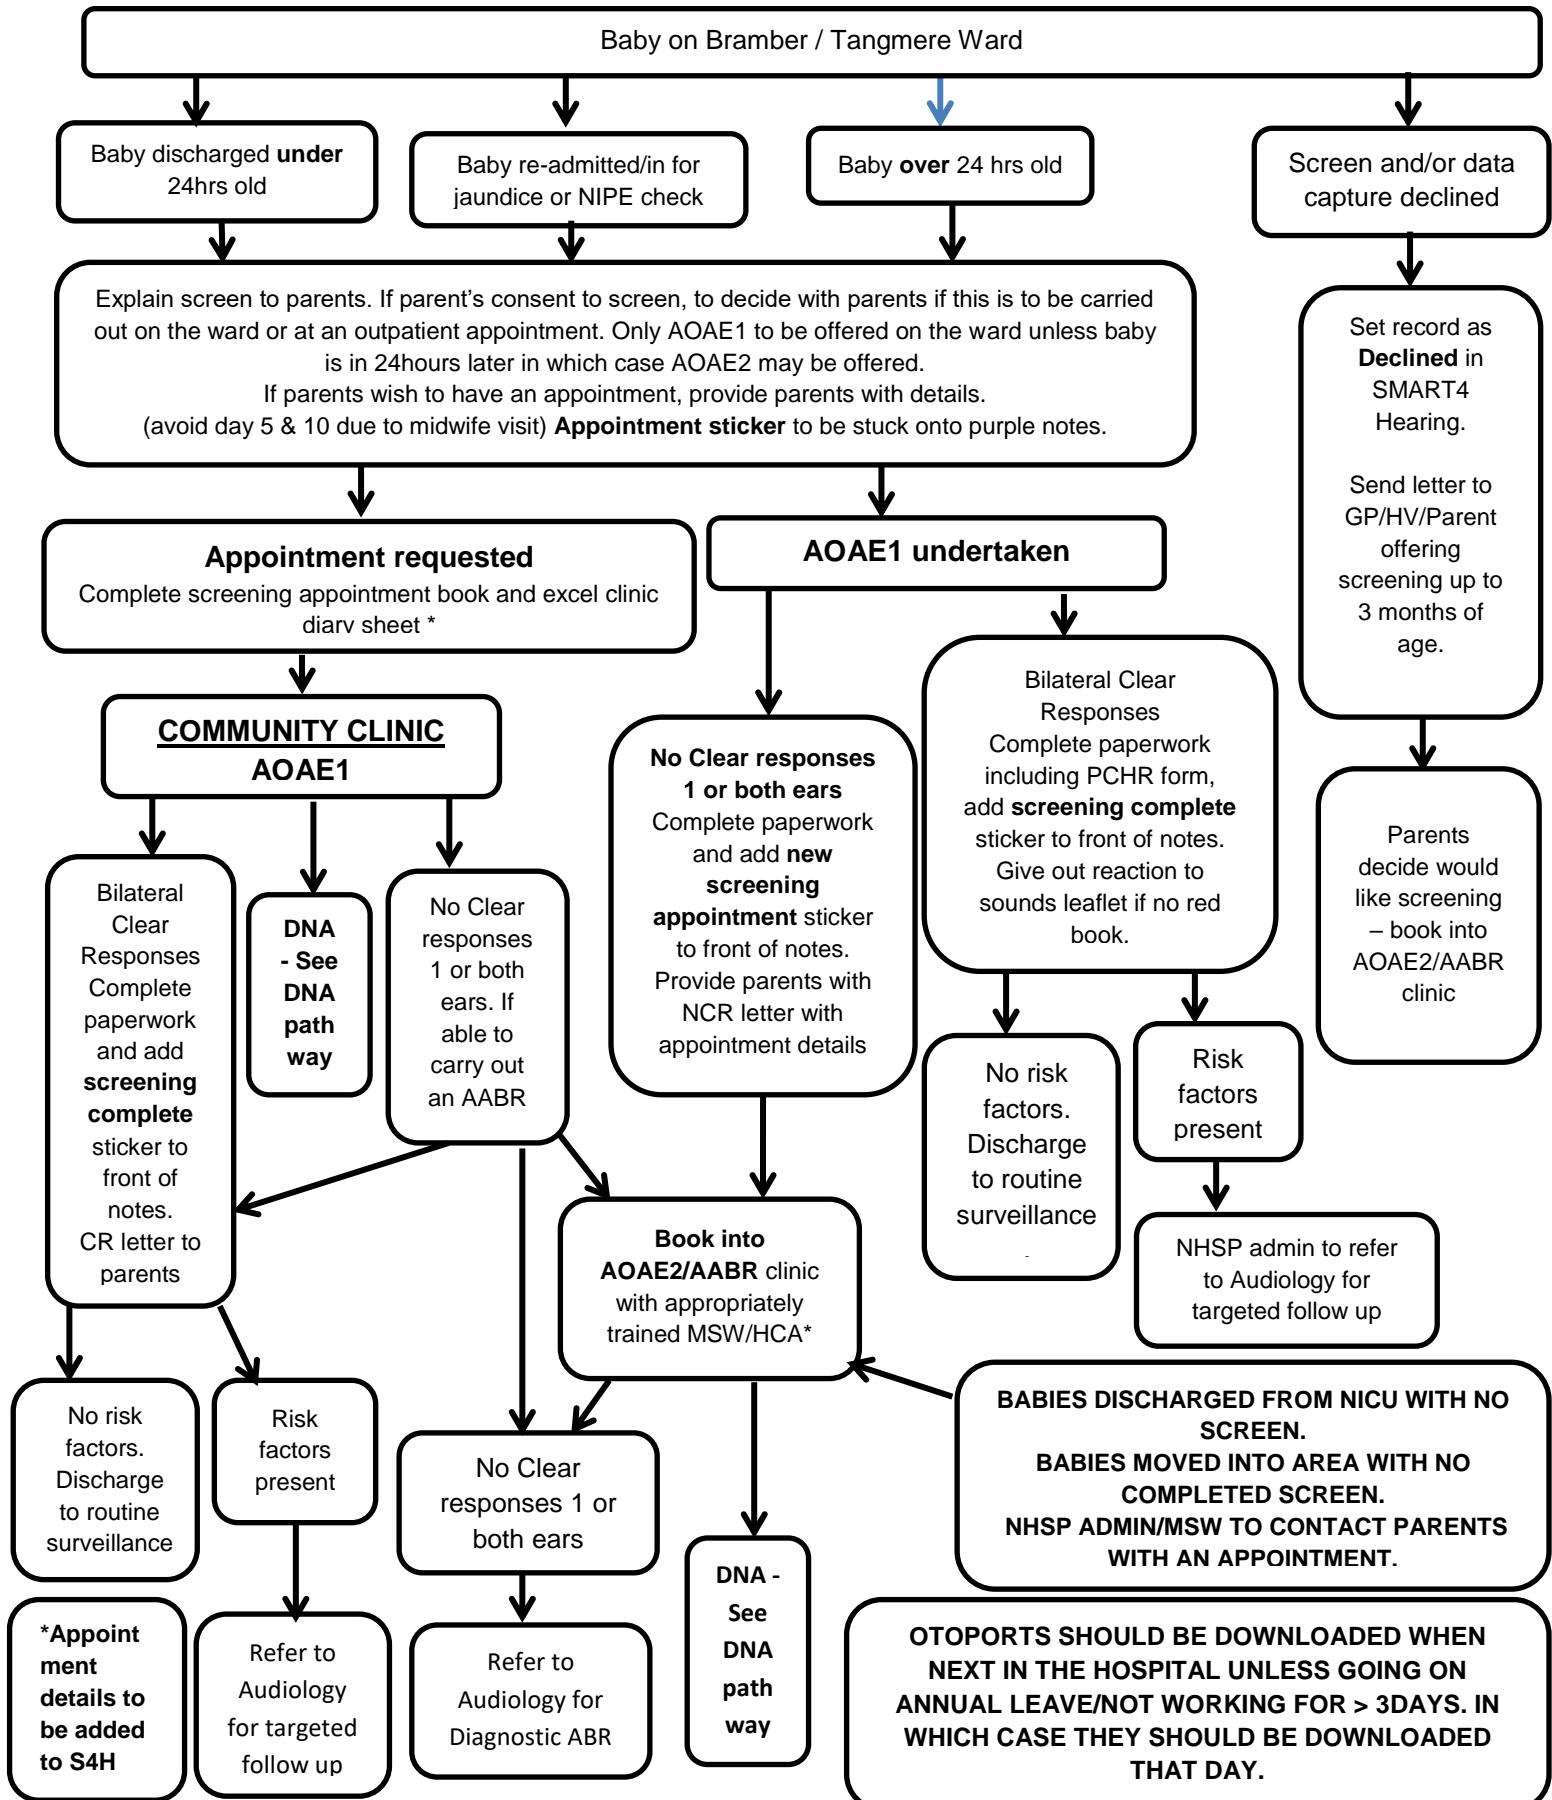 Baby on Bramber / Tangmere Ward
Baby discharged under
24hrs old
Baby re-admitted/in for
jaundice or NIPE check
Baby over 24 hrs old
Screen and/or data
capture declined
Explain screen to parents. If parent's consent to screen, to decide with parents if this is to be carried
out on the ward or at an outpatient appointment. Only AOAE1 to be offered on the ward unless baby
is in 24hours later in which case AOAE2 may be offered.
If parents wish to have an appointment, provide parents with details.
(avoid day 5 & 10 due to midwife visit) Appointment sticker to be stuck onto purple notes.
Set record as
Declined in
SMART4
Hearing.
Send letter to
GP/HV/Parent
offering
screening up to
3 months of
age.
Appointment requested
Complete screening appointment book and excel clinic
diary sheet *
AOAE1 undertaken
COMMUNITY CLINIC
AOAE1
No Clear responses
1 or both ears
Complete paperwork
and add new
screening
appointment sticker
to front of notes.
Provide parents with
NCR letter with
appointment details
Bilateral Clear
Responses
Complete paperwork
including PCHR form,
add screening complete
sticker to front of notes.
Give out reaction to
sounds leaflet if no red
book.
Parents
decide would
like screening
– book into
AOAE2/AABR
clinic
Bilateral
Clear
Responses
Complete
paperwork
and add
screening
complete
sticker to
front of
notes.
CR letter to
parents
DNA
- See
DNA
path
way
No Clear
responses
1 or both
ears. If
able to
carry out
an AABR
No risk
factors.
Discharge
to routine
surveillance
.
Risk
factors
present
Book into
AOAE2/AABR clinic
with appropriately
trained MSW/HCA*
NHSP admin to refer
to Audiology for
targeted follow up
No risk
factors.
Discharge
to routine
surveillance
Risk
factors
present
No Clear
responses 1 or
both ears
DNA -
See
DNA
path
way
BABIES DISCHARGED FROM NICU WITH NO
SCREEN.
BABIES MOVED INTO AREA WITH NO
COMPLETED SCREEN.
NHSP ADMIN/MSW TO CONTACT PARENTS
WITH AN APPOINTMENT.
*Appoint
ment
details to
be added
to S4H
Refer to
Audiology
for targeted
follow up
Refer to
Audiology for
Diagnostic ABR
OTOPORTS SHOULD BE DOWNLOADED WHEN
NEXT IN THE HOSPITAL UNLESS GOING ON
ANNUAL LEAVE/NOT WORKING FOR > 3DAYS. IN
WHICH CASE THEY SHOULD BE DOWNLOADED
THAT DAY.